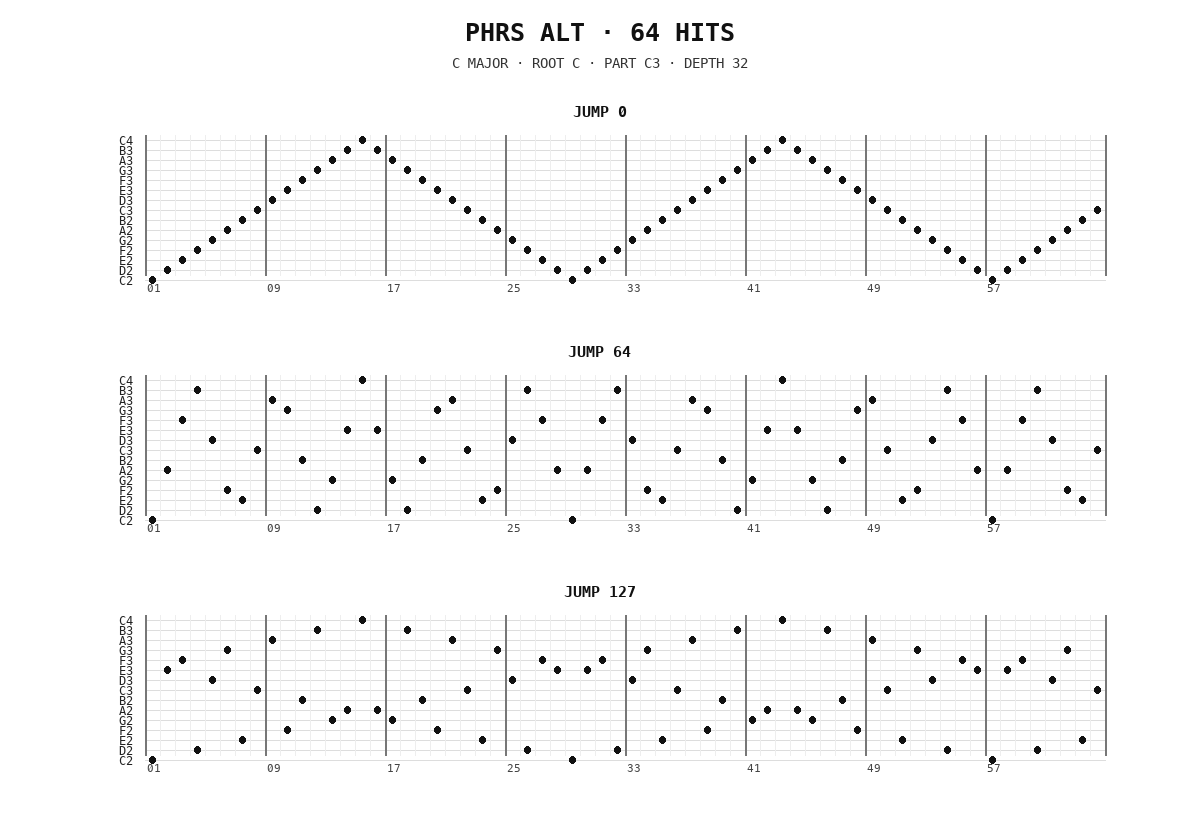 PHRS ALT · 64 HITS
C MAJOR · ROOT C · PART C3 · DEPTH 32
JUMP 0
C4
B3
A3
G3
F3
E3
D3
C3
B2
A2
G2
F2
E2
D2
C2
01 09 17 25 33 41 49 57
JUMP 64
C4
B3
A3
G3
F3
E3
D3
C3
B2
A2
G2
F2
E2
D2
C2
01 09 17 25 33 41 49 57
JUMP 127
C4
B3
A3
G3
F3
E3
D3
C3
B2
A2
G2
F2
E2
D2
C2
01 09 17 25 33 41 49 57